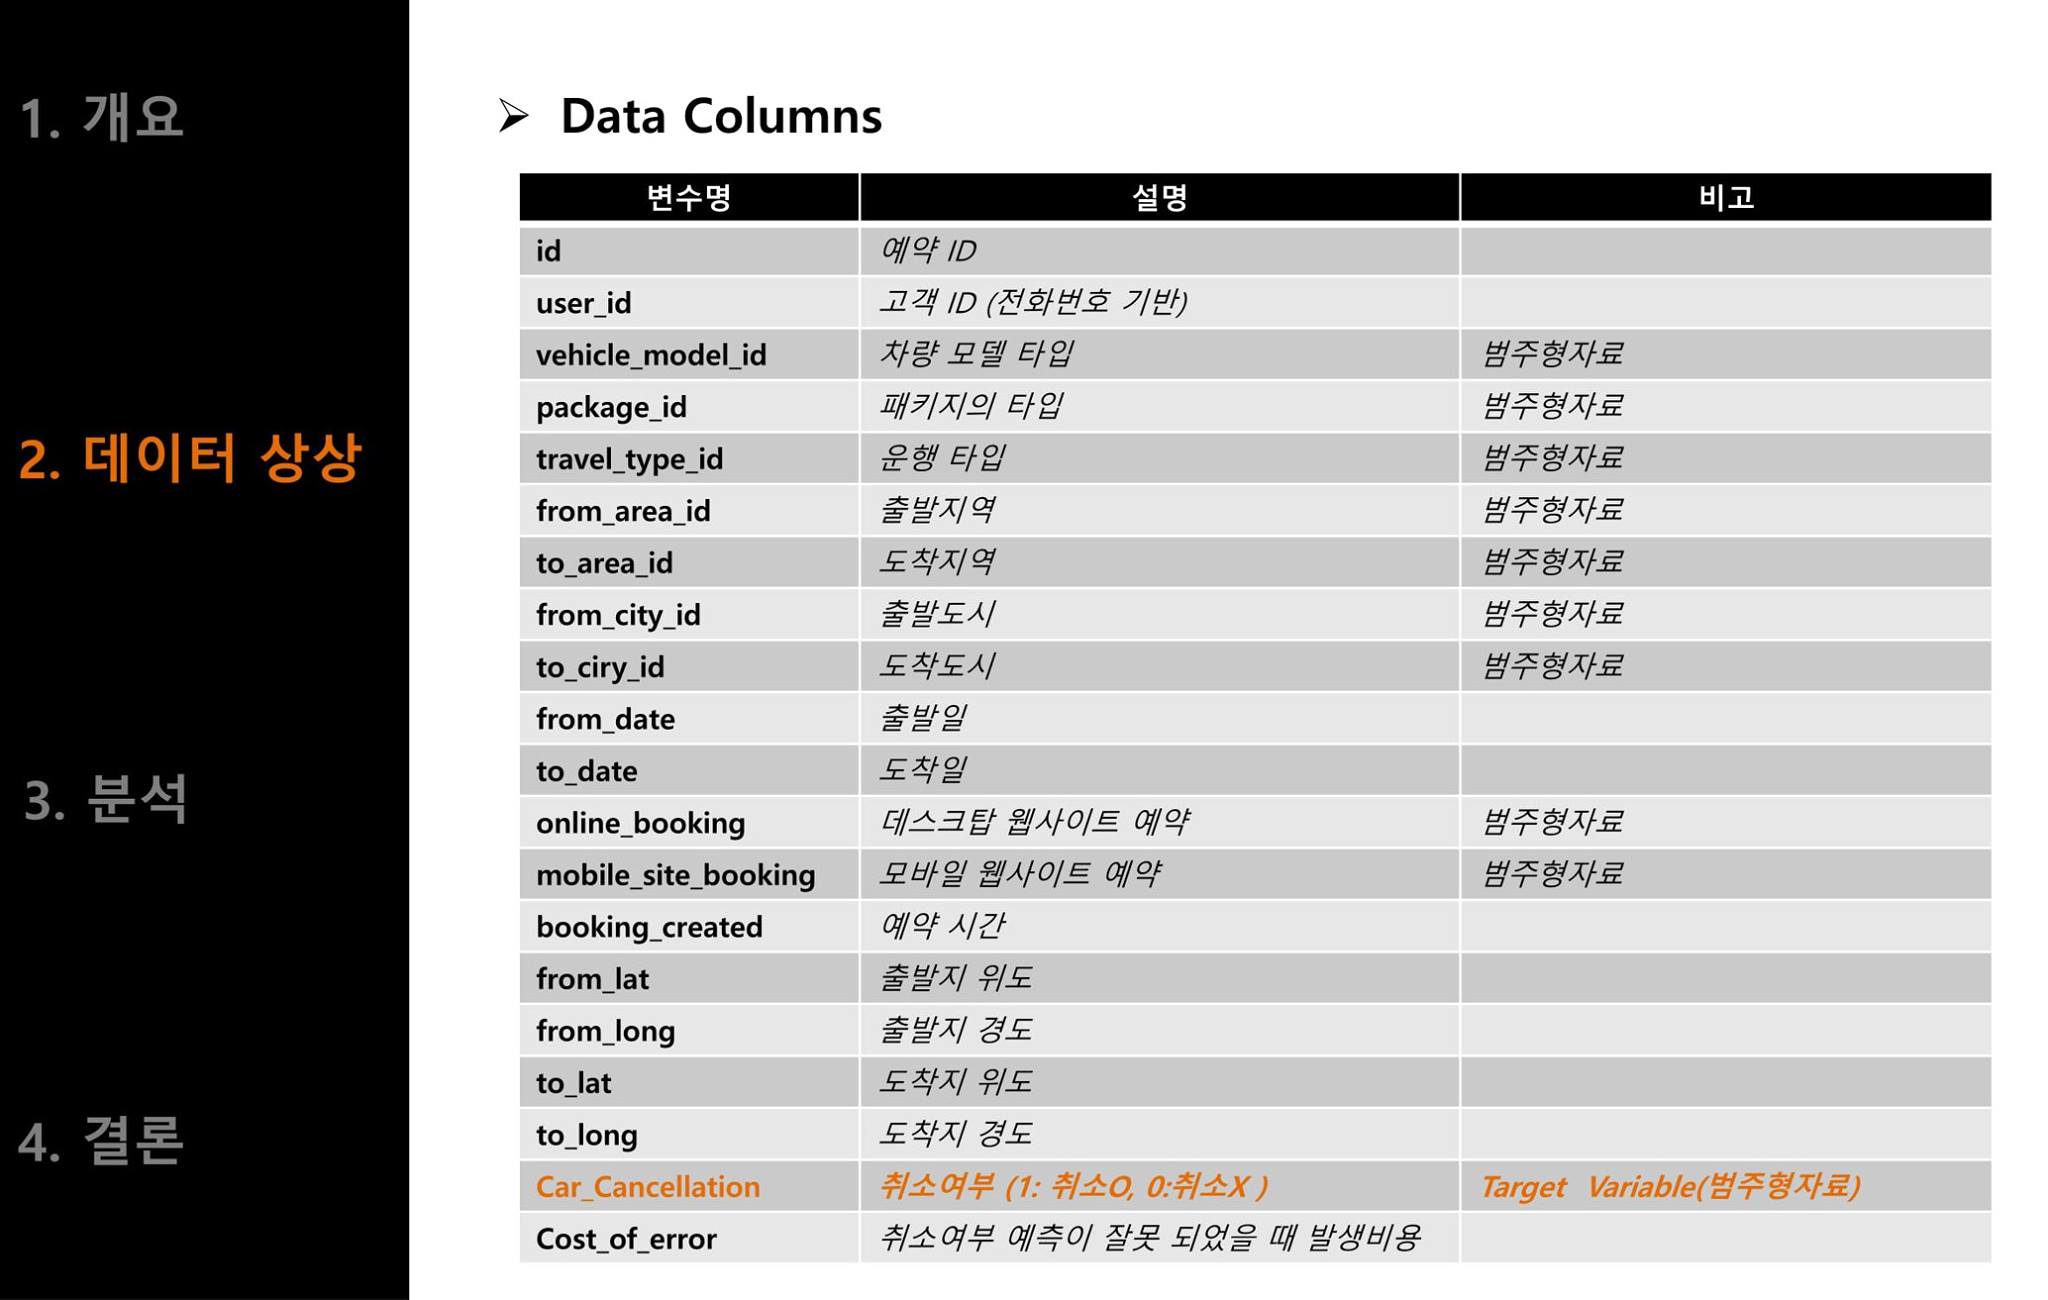 1. 개요
2. 데이터 상상
3. 분석
4. 결론
➢ Data Columns
변수명 설명 비고
id 예약 ID
user_id 고객 ID (전화번호 기반)
vehicle_model_id 차량 모델 타입 범주형자료
package_id 패키지의 타입 범주형자료
travel_type_id 운행 타입 범주형자료
from_area_id 출발지역 범주형자료
to_area_id 도착지역 범주형자료
from_city_id 출발도시 범주형자료
to_ciry_id 도착도시 범주형자료
from_date 출발일
to_date 도착일
online_booking 데스크탑 웹사이트 예약 범주형자료
mobile_site_booking 모바일 웹사이트 예약 범주형자료
booking_created 예약 시간
from_lat 출발지 위도
from_long 출발지 경도
to_lat 도착지 위도
to_long 도착지 경도
Car_Cancellation 취소여부 (1: 취소O, 0:취소X ) Target Variable(범주형자료)
Cost_of_error 취소여부 예측이 잘못 되었을 때 발생비용